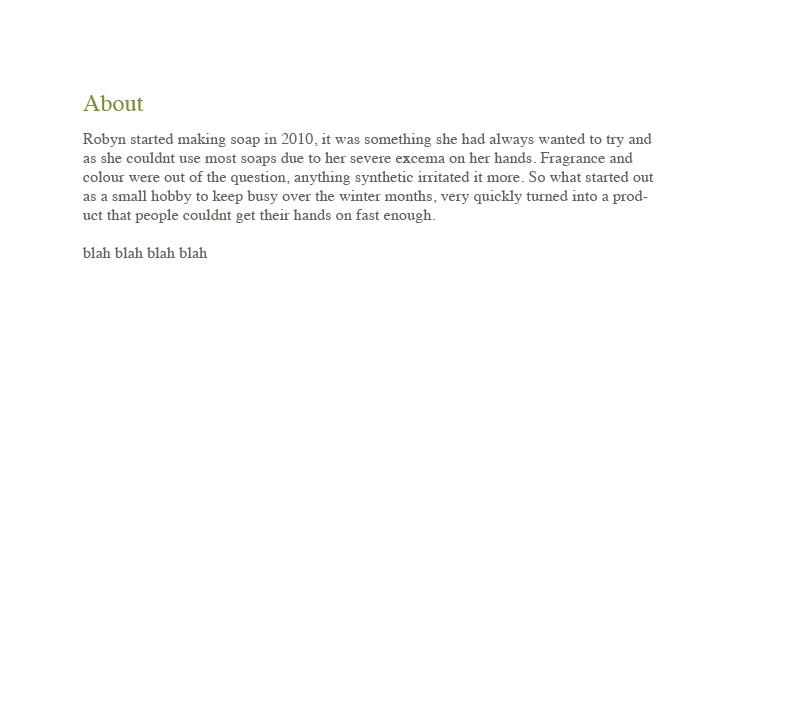 About
Robyn started making soap in 2010, it was something she had always wanted to try and
as she couldnt use most soaps due to her severe excema on her hands. Fragrance and
colour were out of the question, anything synthetic irritated it more. So what started out
as a small hobby to keep busy over the winter months, very quickly turned into a prod-
uct that people couldnt get their hands on fast enough.
blah blah blah blah